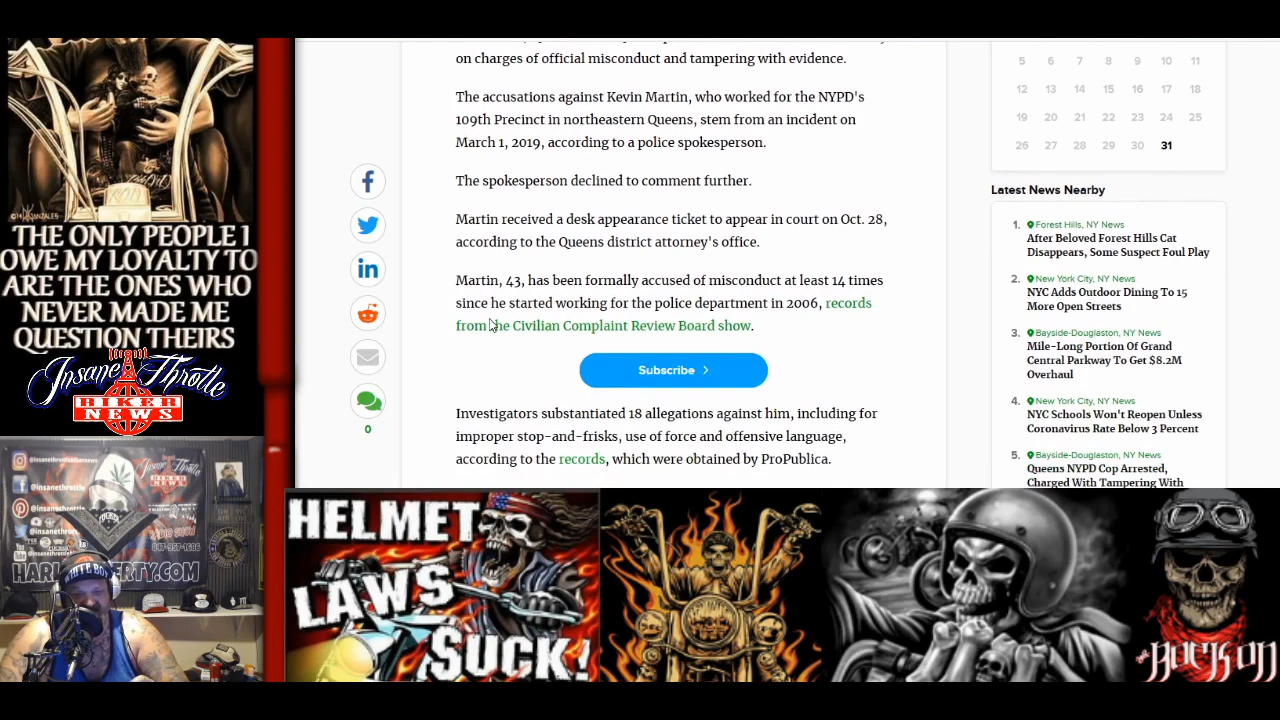 THE ONLY PEOPLE I
OWE MY LOYALTY TO
ARE THE ONES WHO
NEVER MADE ME
QUESTION THEIRS
Insane Throttle
BIKER
NEWS
@insanethrottlebikernews
@insanethrottle
WHITE BOY
on charges of official misconduct and tampering with evidence.
The accusations against Kevin Martin, who worked for the NYPD's
109th Precinct in northeastern Queens, stem from an incident on
March 1, 2019, according to a police spokesperson.
The spokesperson declined to comment further.
Martin received a desk appearance ticket to appear in court on Oct. 28,
according to the Queens district attorney's office.
Martin, 43, has been formally accused of misconduct at least 14 times
since he started working for the police department in 2006, records
from the Civilian Complaint Review Board show.
Subscribe >
Investigators substantiated 18 allegations against him, including for
improper stop-and-frisks, use of force and offensive language,
according to the records, which were obtained by ProPublica.
0
5 6 7 8 9 10 11
12 13 14 15 16 17 18
19 20 21 22 23 24 25
26 27 28 29 30 31
Latest News Nearby
1. Forest Hills, NY News
After Beloved Forest Hills Cat
Disappears, Some Suspect Foul Play
2. New York City, NY News
NYC Adds Outdoor Dining To 15
More Open Streets
3. Bayside-Douglaston, NY News
Mile-Long Portion Of Grand
Central Parkway To Get $8.2M
Overhaul
4. New York City, NY News
NYC Schools Won't Reopen Unless
Coronavirus Rate Below 3 Percent
5. Bayside-Douglaston, NY News
Queens NYPD Cop Arrested,
Charged With Tampering With
HELMET
LAWS
SUCK!